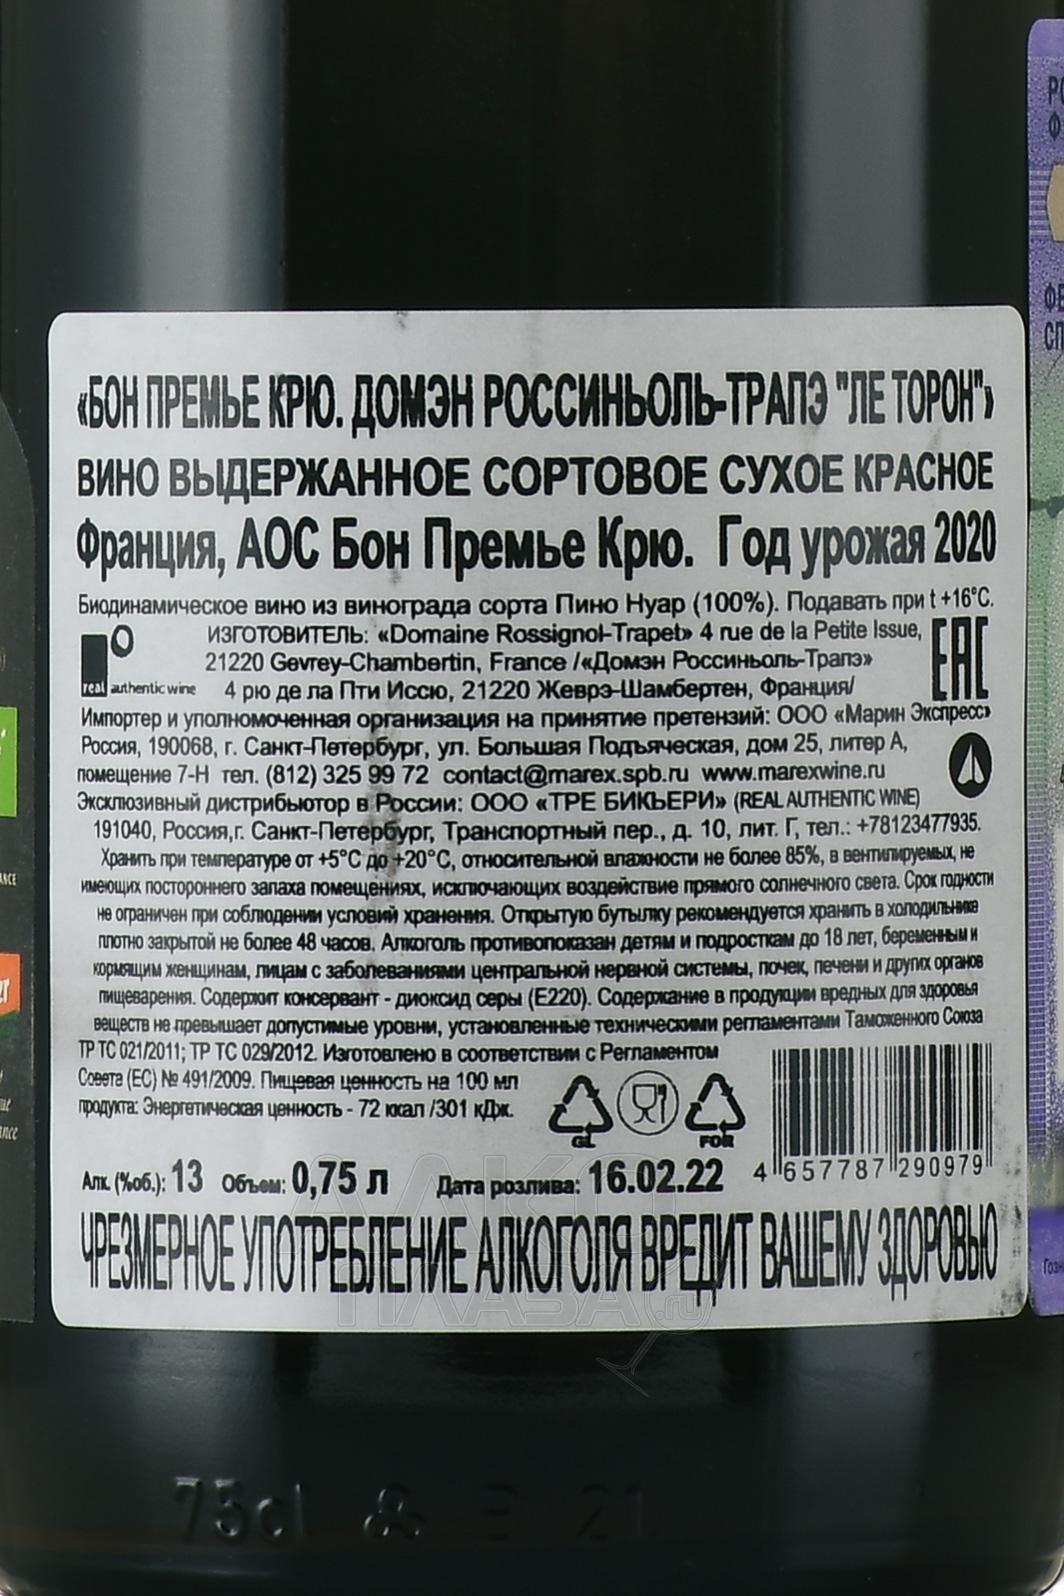 «БОН ПРЕМЬЕ КРЮ. ДОМЭН РОССИНЬОЛЬ-ТРАПЭ "ЛЕ ТОРОН"»
ВИНО ВЫДЕРЖАННОЕ СОРТОВОЕ СУХОЕ КРАСНОЕ
Франция, АОС Бон Премье Крю. Год урожая 2020
Биодинамическое вино из винограда сорта Пино Нуар (100%). Подавать при t +16°C.
ИЗГОТОВИТЕЛЬ: «Domaine Rossignol-Trapet» 4 rue de la Petite Issue,
21220 Gevrey-Chambertin, France /«Домэн Россиньоль-Трапэ»
4 рю де ла Пти Иссю, 21220 Жеврэ-Шамбертен, Франция/
real authentic wine
EAC
Импортер и уполномоченная организация на принятие претензий: ООО «Марин Экспресс»
Россия, 190068, г. Санкт-Петербург, ул. Большая Подъяческая, дом 25, литер А,
помещение 7-Н тел. (812) 325 99 72 contact@marex.spb.ru www.marexwine.ru
Эксклюзивный дистрибьютор в России: ООО «ТРЕ БИКЬЕРИ» (REAL AUTHENTIC WINE)
191040, Россия,г. Санкт-Петербург, Транспортный пер., д. 10, лит. Г, тел.: +78123477935.
Хранить при температуре от +5°C до +20°C, относительной влажности не более 85%, в вентилируемых, не
имеющих постороннего запаха помещениях, исключающих воздействие прямого солнечного света. Срок годности
не ограничен при соблюдении условий хранения. Открытую бутылку рекомендуется хранить в холодильнике
плотно закрытой не более 48 часов. Алкоголь противопоказан детям и подросткам до 18 лет, беременным и
кормящим женщинам, лицам с заболеваниями центральной нервной системы, почек, печени и других органов
пищеварения. Содержит консервант - диоксид серы (Е220). Содержание в продукции вредных для здоровья
веществ не превышает допустимые уровни, установленные техническими регламентами Таможенного Союза
ТР ТС 021/2011; ТР ТС 029/2012. Изготовлено в соответствии с Регламентом
Совета (ЕС) № 491/2009. Пищевая ценность на 100 мл
продукта: Энергетическая ценность - 72 ккал /301 кДж.
GL FOR
4 657787 290979
Алк. (%об.): 13 Объем: 0,75 л Дата розлива: 16.02.22
ЧРЕЗМЕРНОЕ УПОТРЕБЛЕНИЕ АЛКОГОЛЯ ВРЕДИТ ВАШЕМУ ЗДОРОВЬЮ
АЛКО
ПЛАЗА.ru
75cl 21